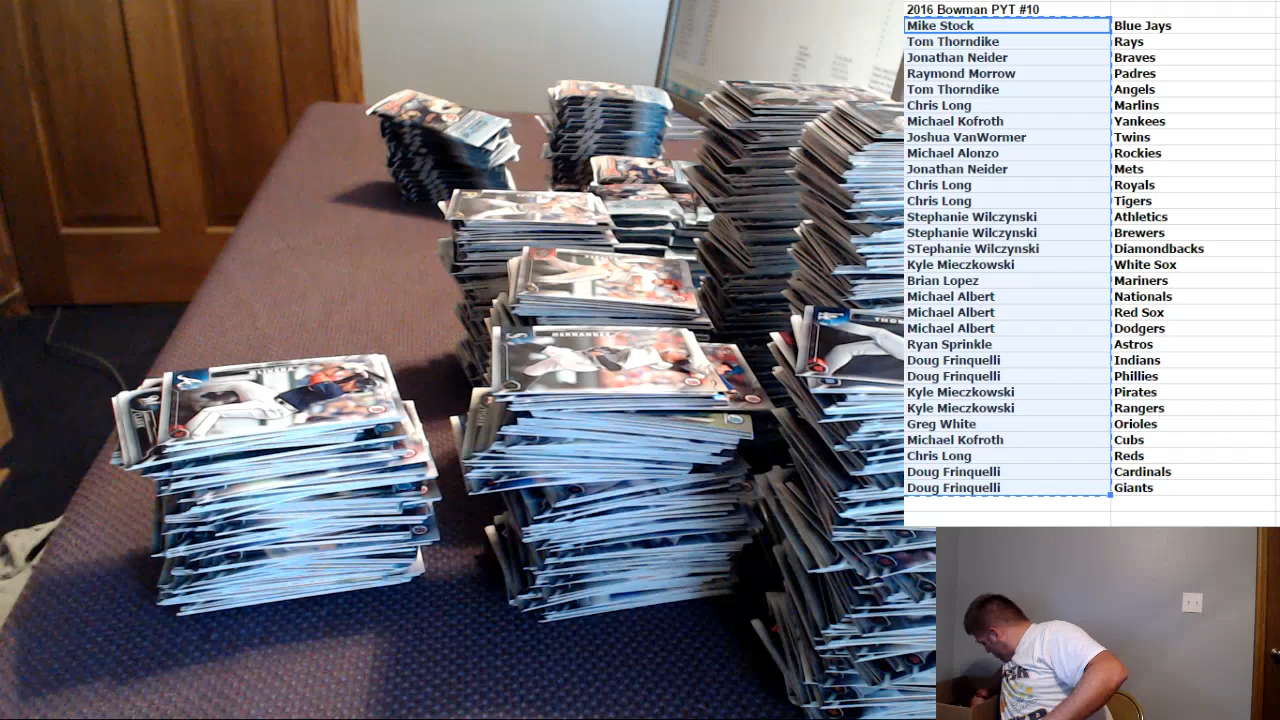 2016 Bowman PYT #10
Mike Stock Blue Jays
Tom Thorndike Rays
Jonathan Neider Braves
Raymond Morrow Padres
Tom Thorndike Angels
Chris Long Marlins
Michael Kofroth Yankees
Joshua VanWormer Twins
Michael Alonzo Rockies
Jonathan Neider Mets
Chris Long Royals
Chris Long Tigers
Stephanie Wilczynski Athletics
Stephanie Wilczynski Brewers
STephanie Wilczynski Diamondbacks
Kyle Mieczkowski White Sox
Brian Lopez Mariners
Michael Albert Nationals
Michael Albert Red Sox
Michael Albert Dodgers
Ryan Sprinkle Astros
Doug Frinquelli Indians
Doug Frinquelli Phillies
Kyle Mieczkowski Pirates
Kyle Mieczkowski Rangers
Greg White Orioles
Michael Kofroth Cubs
Chris Long Reds
Doug Frinquelli Cardinals
Doug Frinquelli Giants